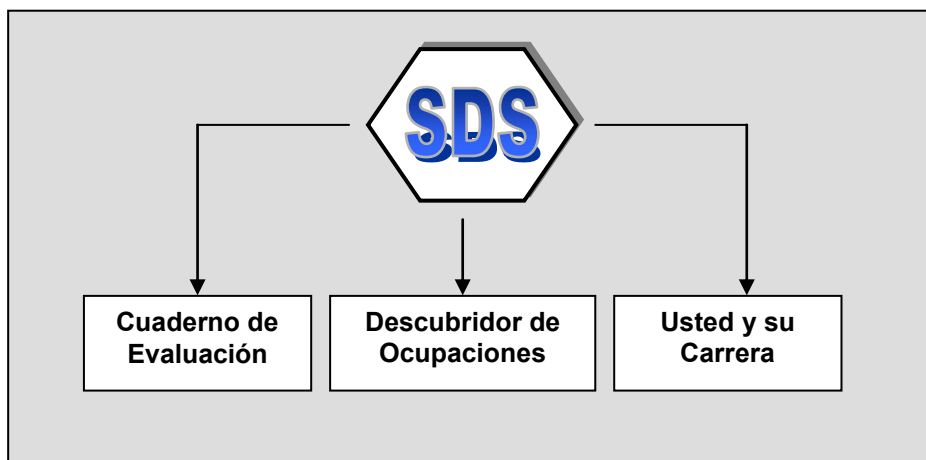 SDS
Cuaderno de
Evaluación
Descubridor de
Ocupaciones
Usted y su
Carrera